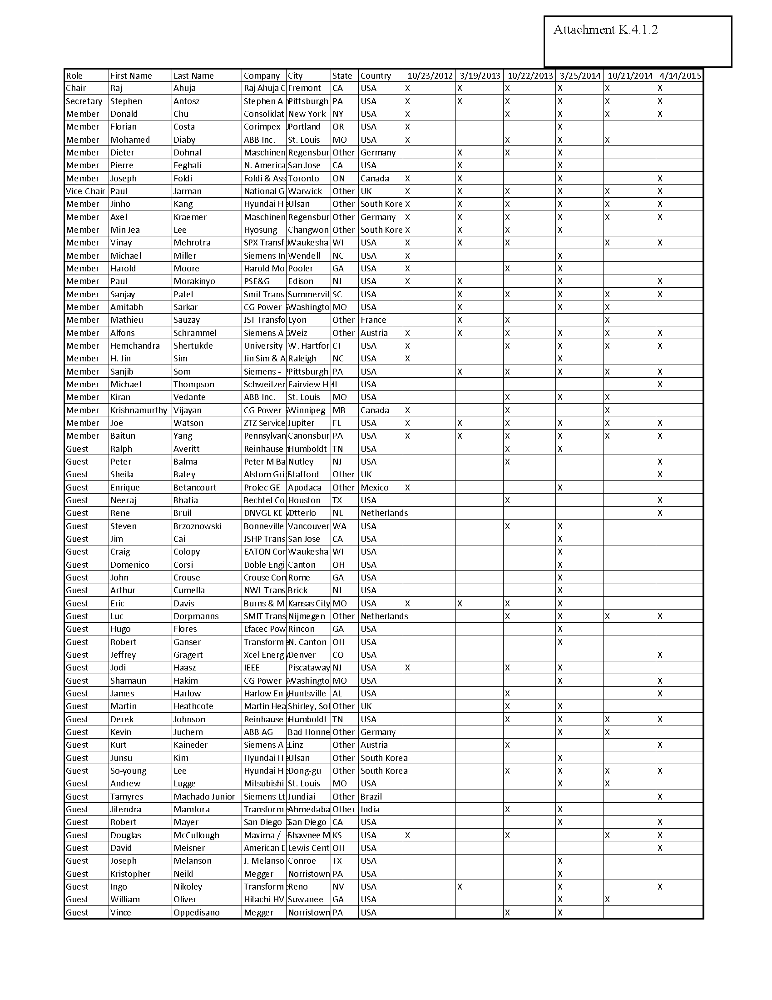 Attachment K.4.1.2
Role First Name Last Name Company City State Country 10/23/2012 3/19/2013 10/22/2013 3/25/2014 10/21/2014 4/14/2015
Chair Raj Ahuja Raj Ahuja C Fremont CA USA X X X X X X
Secretary Stephen Antosz Stephen A Pittsburgh PA USA X X X X X X
Member Donald Chu Consolidat New York NY USA X X X X X
Member Florian Costa Corimpex Portland OR USA X X
Member Mohamed Diaby ABB Inc. St. Louis MO USA X X X X
Member Dieter Dohnal Maschinen Regensbur Other Germany X X X
Member Pierre Feghali N. America San Jose CA USA X X
Member Joseph Foldi Foldi & Ass Toronto ON Canada X X X X
Vice-Chair Paul Jarman National G Warwick Other UK X X X X X X
Member Jinho Kang Hyundai H Ulsan Other South Kore X X X X X X
Member Axel Kraemer Maschinen Regensbur Other Germany X X X X X X
Member Min Jea Lee Hyosung Changwon Other South Kore X X X X
Member Vinay Mehrotra SPX Transf Waukesha WI USA X X X X X
Member Michael Miller Siemens In Wendell NC USA X X
Member Harold Moore Harold Mo Pooler GA USA X X X
Member Paul Morakinyo PSE&G Edison NJ USA X X X X
Member Sanjay Patel Smit Trans Summervil SC USA X X X X X
Member Amitabh Sarkar CG Power Washingto MO USA X X X
Member Mathieu Sauzay JST Transfo Lyon Other France X X X
Member Alfons Schrammel Siemens A Weiz Other Austria X X X X X X
Member Hemchandra Shertukde University W. Hartfor CT USA X X X X X
Member H. Jin Sim Jin Sim & A Raleigh NC USA X X
Member Sanjib Som Siemens - Pittsburgh PA USA X X X X X
Member Michael Thompson Schweitzer Fairview H IL USA X
Member Kiran Vedante ABB Inc. St. Louis MO USA X X X
Member Krishnamurthy Vijayan CG Power Winnipeg MB Canada X X X
Member Joe Watson ZTZ Service Jupiter FL USA X X X X X X
Member Baitun Yang Pennsylvan Canonsbur PA USA X X X X X X
Guest Ralph Averitt Reinhause Humboldt TN USA X X
Guest Peter Balma Peter M Ba Nutley NJ USA X X
Guest Sheila Batey Alstom Gri Stafford Other UK X
Guest Enrique Betancourt Prolec GE Apodaca Other Mexico X X
Guest Neeraj Bhatia Bechtel Co Houston TX USA X X
Guest Rene Bruil DNVGL KE Otterlo NL Netherlands X
Guest Steven Brzoznowski Bonneville Vancouver WA USA X X
Guest Jim Cai JSHP Trans San Jose CA USA X
Guest Craig Colopy EATON Cor Waukesha WI USA X
Guest Domenico Corsi Doble Engi Canton OH USA X
Guest John Crouse Crouse Con Rome GA USA X
Guest Arthur Cumella NWL Trans Brick NJ USA X
Guest Eric Davis Burns & M Kansas City MO USA X X X X
Guest Luc Dorpmanns SMIT Trans Nijmegen Other Netherlands X X X X
Guest Hugo Flores Efacec Pow Rincon GA USA X
Guest Robert Ganser Transform N. Canton OH USA X
Guest Jeffrey Gragert Xcel Energ Denver CO USA X
Guest Jodi Haasz IEEE Piscataway NJ USA X X X
Guest Shamaun Hakim CG Power Washingto MO USA X X
Guest James Harlow Harlow En Huntsville AL USA X X
Guest Martin Heathcote Martin Hea Shirley, Sol Other UK X X
Guest Derek Johnson Reinhause Humboldt TN USA X X X X
Guest Kevin Juchem ABB AG Bad Honne Other Germany X X
Guest Kurt Kaineder Siemens A Linz Other Austria X X
Guest Junsu Kim Hyundai H Ulsan Other South Korea X
Guest So-young Lee Hyundai H Dong-gu Other South Korea X X X X
Guest Andrew Lugge Mitsubishi St. Louis MO USA X X
Guest Tamyres Machado Junior Siemens Lt Jundiai Other Brazil X
Guest Jitendra Mamtora Transform Ahmedaba Other India X X
Guest Robert Mayer San Diego San Diego CA USA X X
Guest Douglas McCullough Maxima / Shawnee M KS USA X X X X
Guest David Meisner American E Lewis Cent OH USA X
Guest Joseph Melanson J. Melanso Conroe TX USA X
Guest Kristopher Neild Megger Norristown PA USA X
Guest Ingo Nikoley Transform Reno NV USA X X X
Guest William Oliver Hitachi HV Suwanee GA USA X X
Guest Vince Oppedisano Megger Norristown PA USA X X